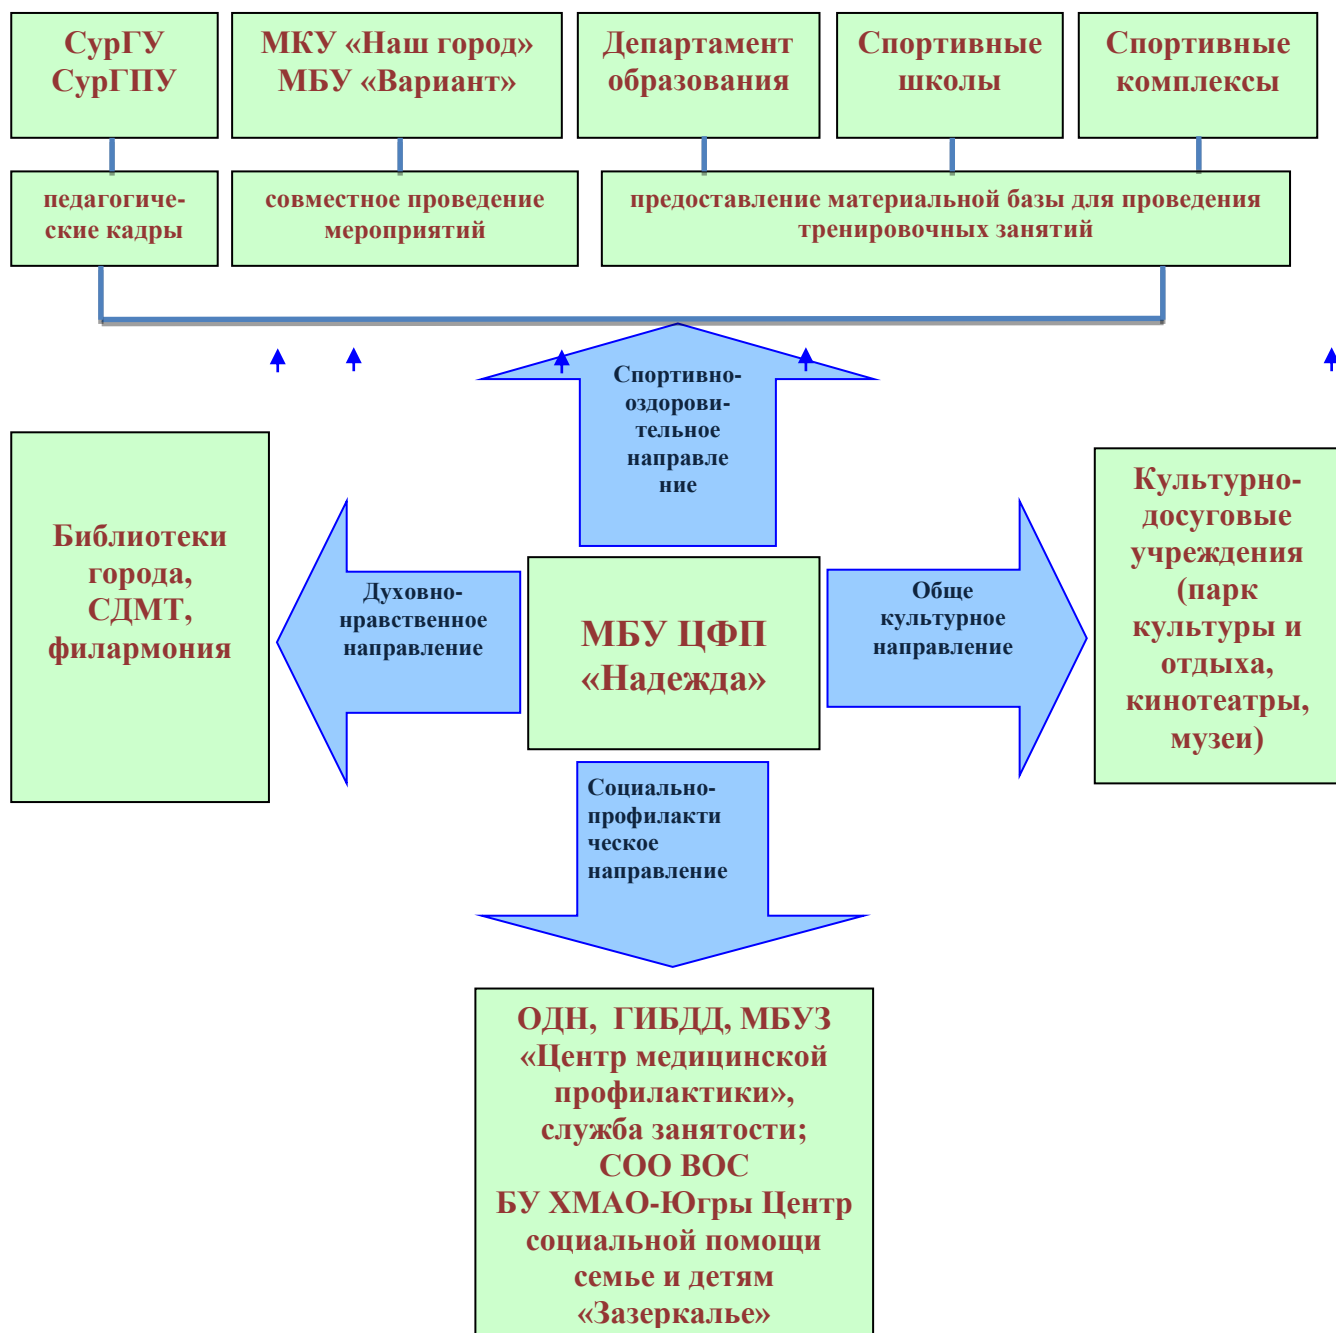 СурГУ
СурГПУ
МКУ «Наш город»
МБУ «Вариант»
Департамент
образования
Спортивные
школы
Спортивные
комплексы
педагогиче-
ские кадры
совместное проведение
мероприятий
предоставление материальной базы для проведения
тренировочных занятий
Спортивно-
оздорови-
тельное
направле
ние
Библиотеки
города,
СДМТ,
филармония
Духовно-
нравственное
направление
МБУ ЦФП
«Надежда»
Обще
культурное
направление
Культурно-
досуговые
учреждения
(парк
культуры и
отдыха,
кинотеатры,
музеи)
Социально-
профилакти
ческое
направление
ОДН,  ГИБДД, МБУЗ
«Центр медицинской
профилактики»,
служба занятости;
СОО ВОС
БУ ХМАО-Югры Центр
социальной помощи
семье и детям
«Зазеркалье»